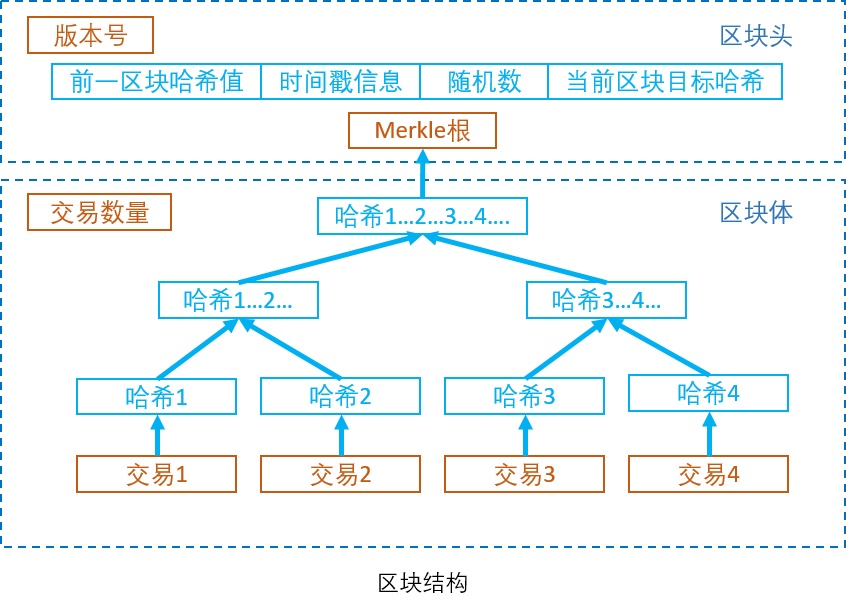 版本号 区块头
前一区块哈希值 时间戳信息 随机数 当前区块目标哈希
Merkle根
交易数量 区块体
哈希1...2...3...4....
哈希1...2... 哈希3...4...
哈希1 哈希2 哈希3 哈希4
交易1 交易2 交易3 交易4
区块结构